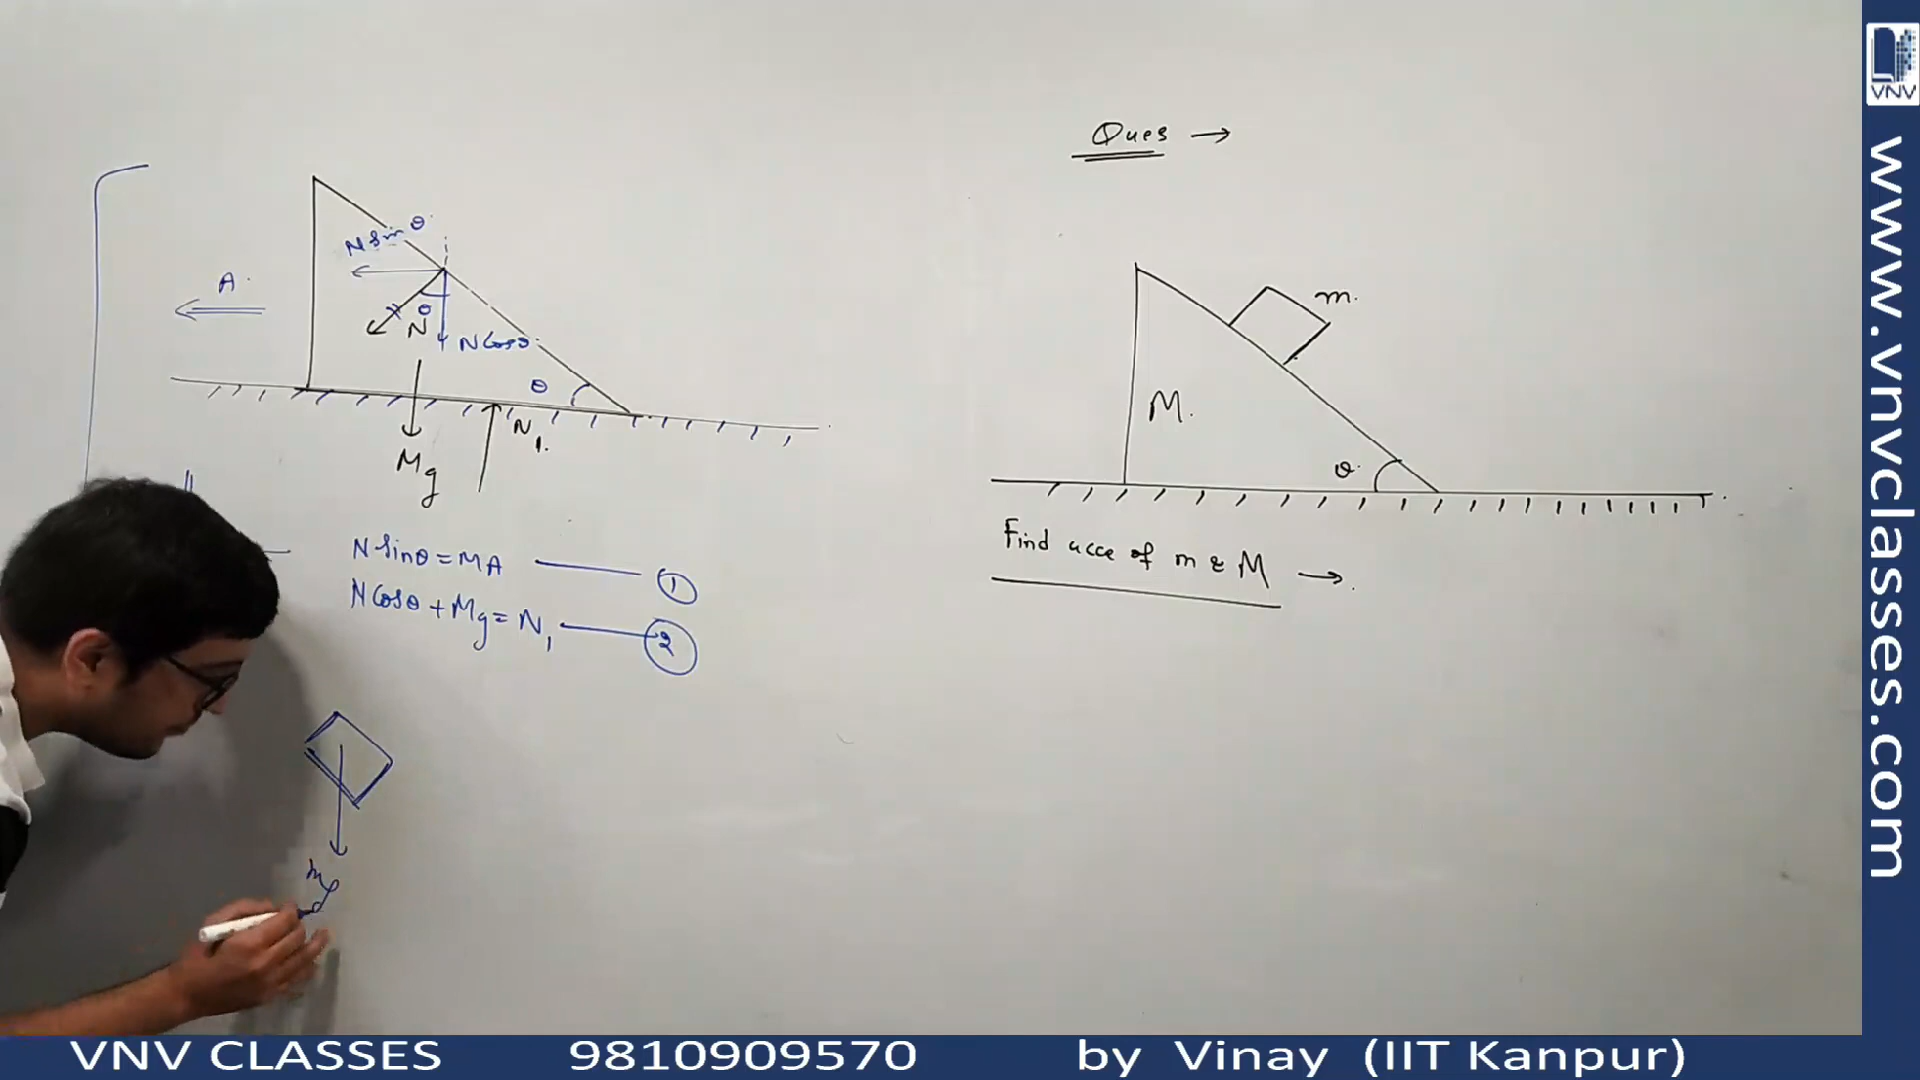 Ques →
m.
M.
θ.
Find acce of m & M →.
A.
N sin θ
θ
N
N Cosθ
θ
N1.
Mg
N sinθ = MA — 1
N Cosθ + Mg = N1 — 2
mg
VNV
www.vnvclasses.com
VNV CLASSES 9810909570 by Vinay (IIT Kanpur)